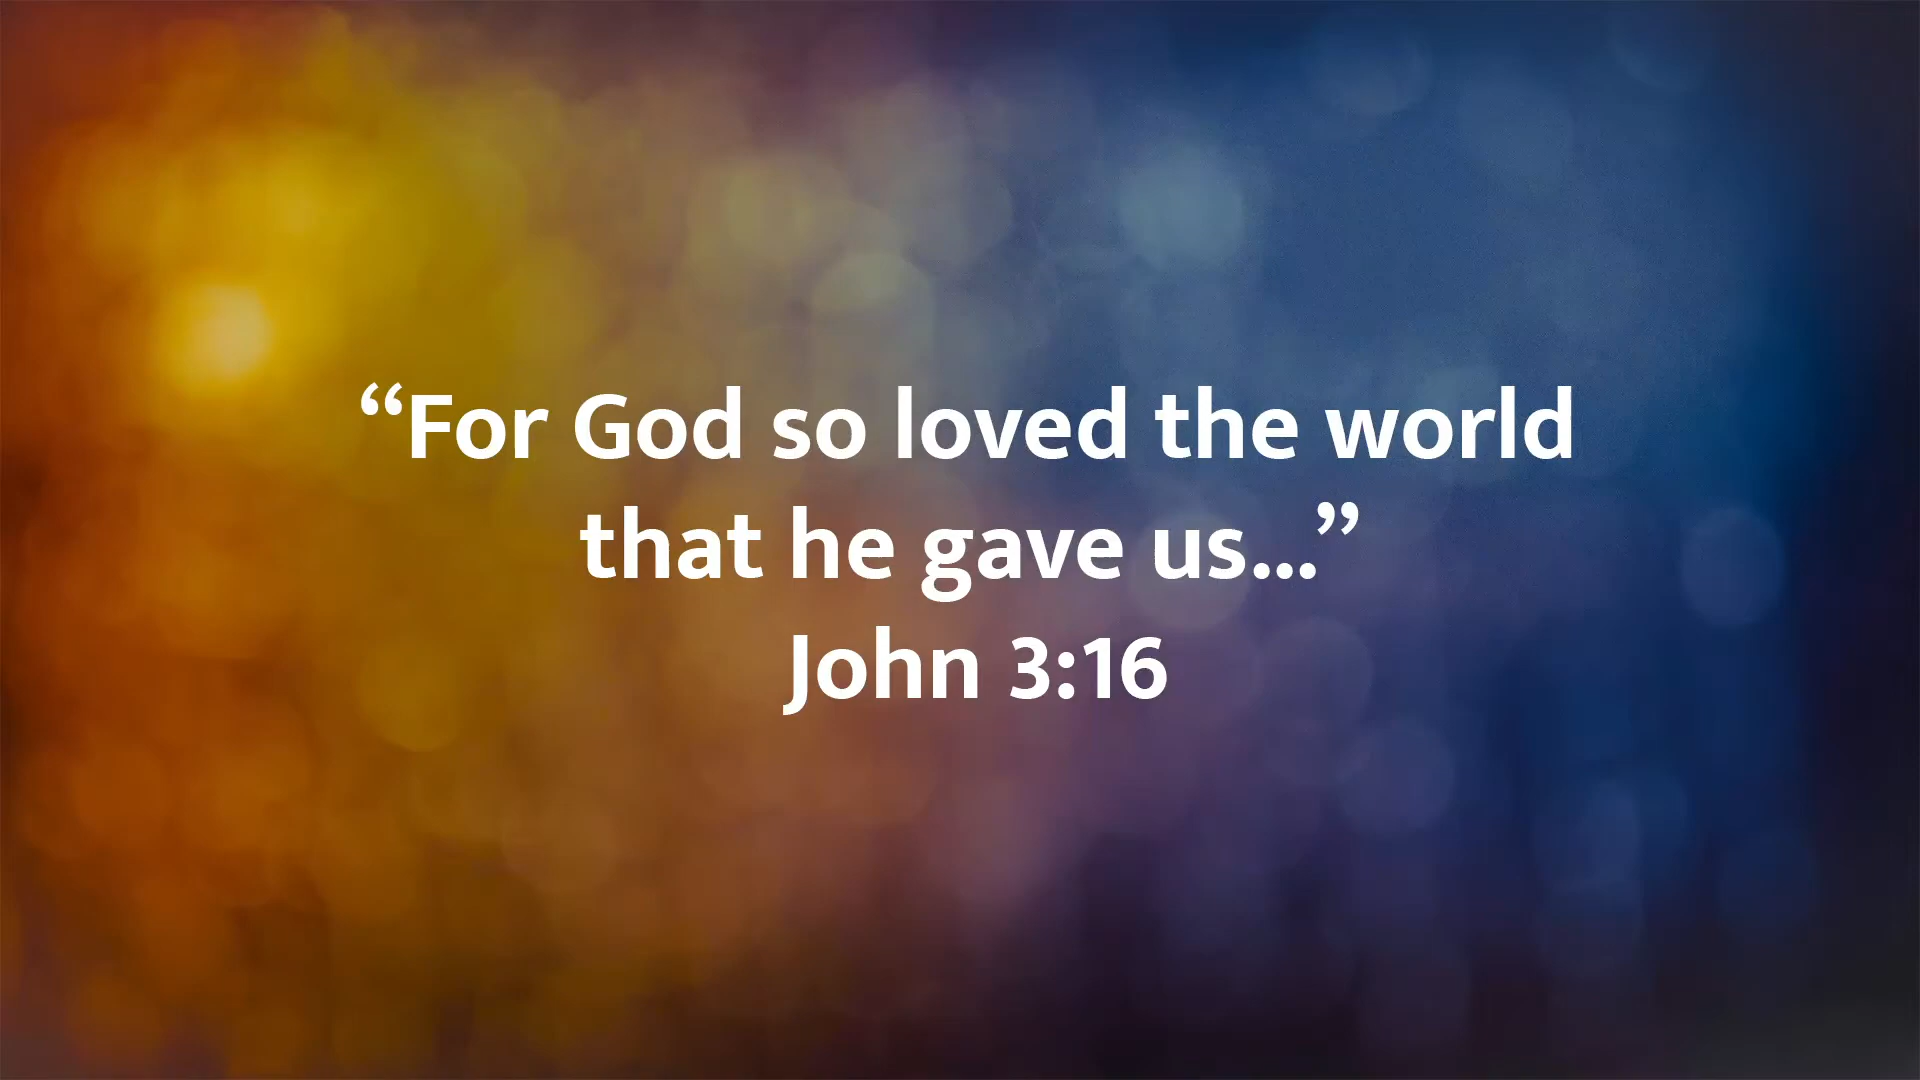 “For God so loved the world
that he gave us...”
John 3:16